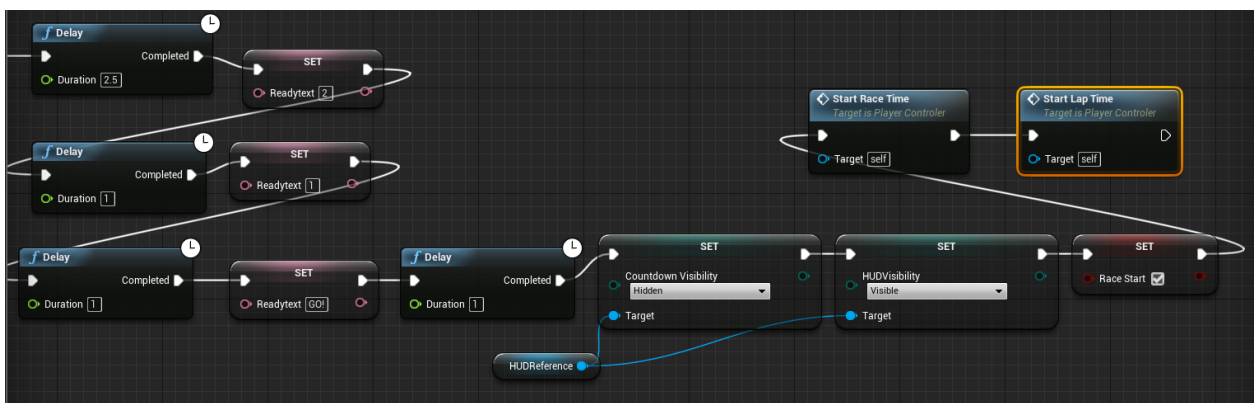 Delay
Completed
Duration 2.5
SET
Readytext 2
Delay
Completed
Duration 1
SET
Readytext 1
Start Race Time
Target is Player Controler
Target self
Start Lap Time
Target is Player Controler
Target self
Delay
Completed
Duration 1
SET
Readytext GO!
Delay
Completed
Duration 1
SET
Countdown Visibility
Hidden
Target
SET
HUDVisibility
Visible
Target
SET
Race Start
HUDReference